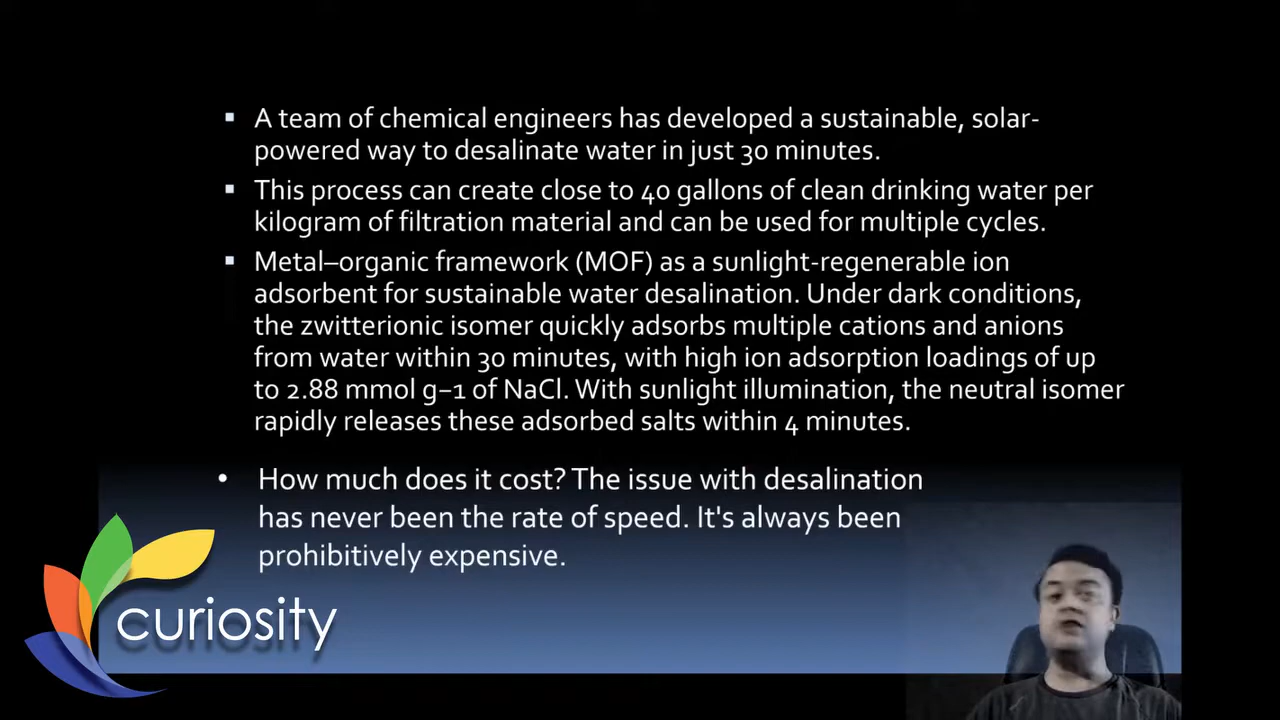 ▪ A team of chemical engineers has developed a sustainable, solar-
powered way to desalinate water in just 30 minutes.
▪ This process can create close to 40 gallons of clean drinking water per
kilogram of filtration material and can be used for multiple cycles.
▪ Metal–organic framework (MOF) as a sunlight-regenerable ion
adsorbent for sustainable water desalination. Under dark conditions,
the zwitterionic isomer quickly adsorbs multiple cations and anions
from water within 30 minutes, with high ion adsorption loadings of up
to 2.88 mmol g−1 of NaCl. With sunlight illumination, the neutral isomer
rapidly releases these adsorbed salts within 4 minutes.
• How much does it cost? The issue with desalination
has never been the rate of speed. It's always been
prohibitively expensive.
curiosity